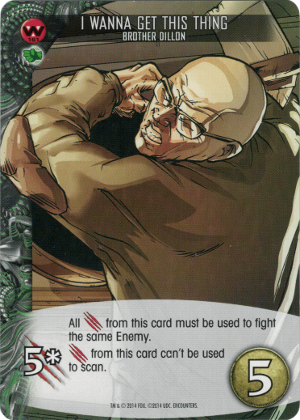 I WANNA GET THIS THING
BROTHER DILLON
All from this card must be used to fight
the same Enemy.
from this card can't be used
to scan.
5*
5
TM & © 2014 FOX. ©2014 UDC. ENCOUNTERS.